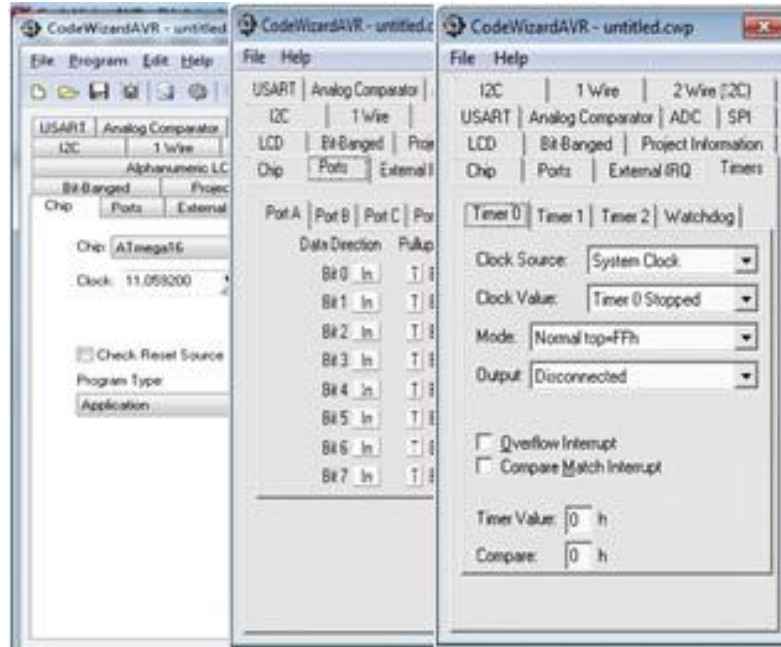 CodeWizardAVR - untitled
File Program Edit Help
USART Analog Comparator
I2C 1 Wire
Alphanumeric LC
Bit-Banged Projec
Chip Ports External
Chip: ATmega16
Clock: 11,059200
Check Reset Source
Program Type:
Application
CodeWizardAVR - untitled.c
File Help
USART Analog Comparator
I2C 1 Wire
LCD Bit-Banged Proje
Chip Ports External I
Port A Port B Port C Por
Data Direction Pullup
Bit 0 In T B
Bit 1 In T B
Bit 2 In T B
Bit 3 In T B
Bit 4 In T B
Bit 5 In T B
Bit 6 In T B
Bit 7 In T B
CodeWizardAVR - untitled.cwp
File Help
I2C 1 Wire 2 Wire (I2C)
USART Analog Comparator ADC SPI
LCD Bit-Banged Project Information
Chip Ports External IRQ Timers
Timer 0 Timer 1 Timer 2 Watchdog
Clock Source: System Clock
Clock Value: Timer 0 Stopped
Mode: Normal top=FFh
Output: Disconnected
Overflow Interrupt
Compare Match Interrupt
Timer Value: 0 h
Compare: 0 h